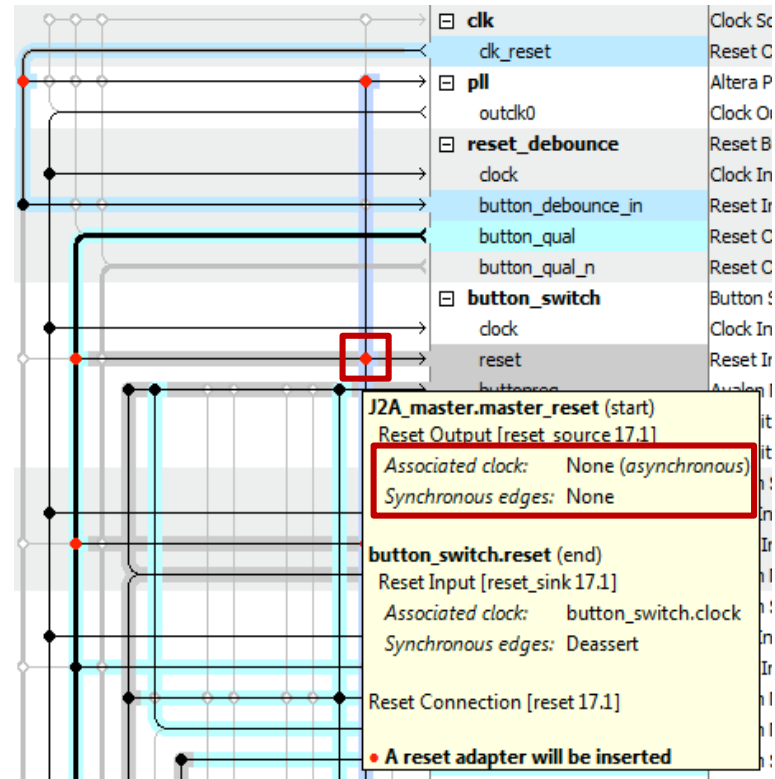 clk Clock
clk_reset Reset
pll Altera
outclk0 Clock
reset_debounce Reset
clock Clock In
button_debounce_in Reset In
button_qual Reset
button_qual_n Reset
button_switch Button
clock Clock In
reset Reset In
J2A_master.master_reset (start)
Reset Output [reset_source 17.1]
Associated clock: None (asynchronous)
Synchronous edges: None
button_switch.reset (end)
Reset Input [reset_sink 17.1]
Associated clock: button_switch.clock
Synchronous edges: Deassert
Reset Connection [reset 17.1]
• A reset adapter will be inserted